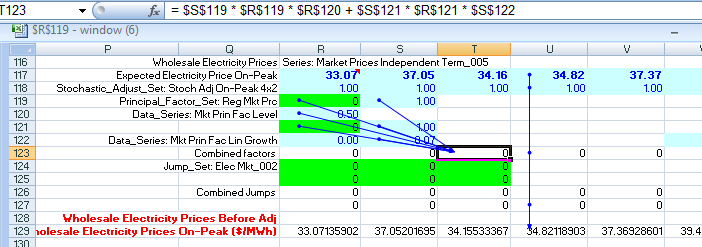 T123 = $S$119 * $R$119 * $R$120 + $S$121 * $R$121 * $S$122
$R$119 - window (6)
P Q R S T U V
116 Wholesale Electricity Prices Series: Market Prices Independent Term_005
117 Expected Electricity Price On-Peak 33.07 37.05 34.16 34.82 37.37
118 Stochastic_Adjust_Set: Stoch Adj On-Peak 4x2 1.00 1.00 1.00 1.00 1.00
119 Principal_Factor_Set: Reg Mkt Prc 0 1.00
120 Data_Series: Mkt Prin Fac Level 0.50
121 0 1.00
122 Data_Series: Mkt Prin Fac Lin Growth 0.00 0.07
123 Combined factors 0 0 0 0 0
124 Jump_Set: Elec Mkt_002 0 0 0
125 0 0 0
126 Combined Jumps 0 0 0 0 0
127 0 0 0 0 0
128 Wholesale Electricity Prices Before Adj
129 holesale Electricity Prices On-Peak ($/MWh) 33.07135902 37.05201695 34.15533367 34.82118903 37.36928601 39.4
130